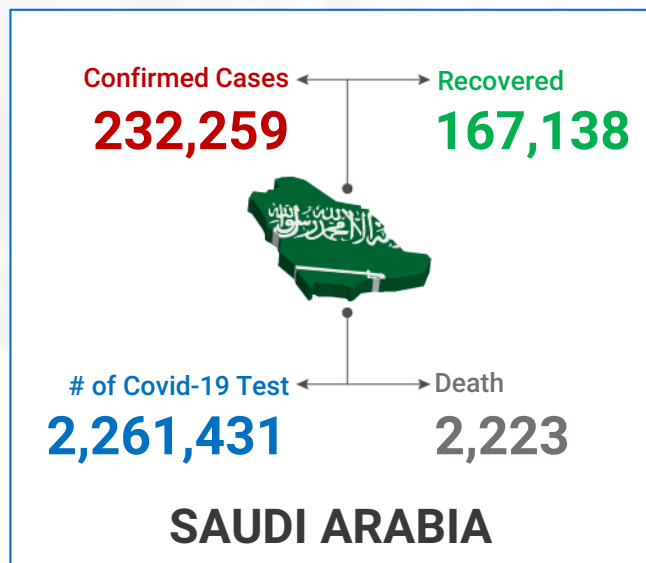 Confirmed Cases
232,259
Recovered
167,138
# of Covid-19 Test
2,261,431
Death
2,223
SAUDI ARABIA